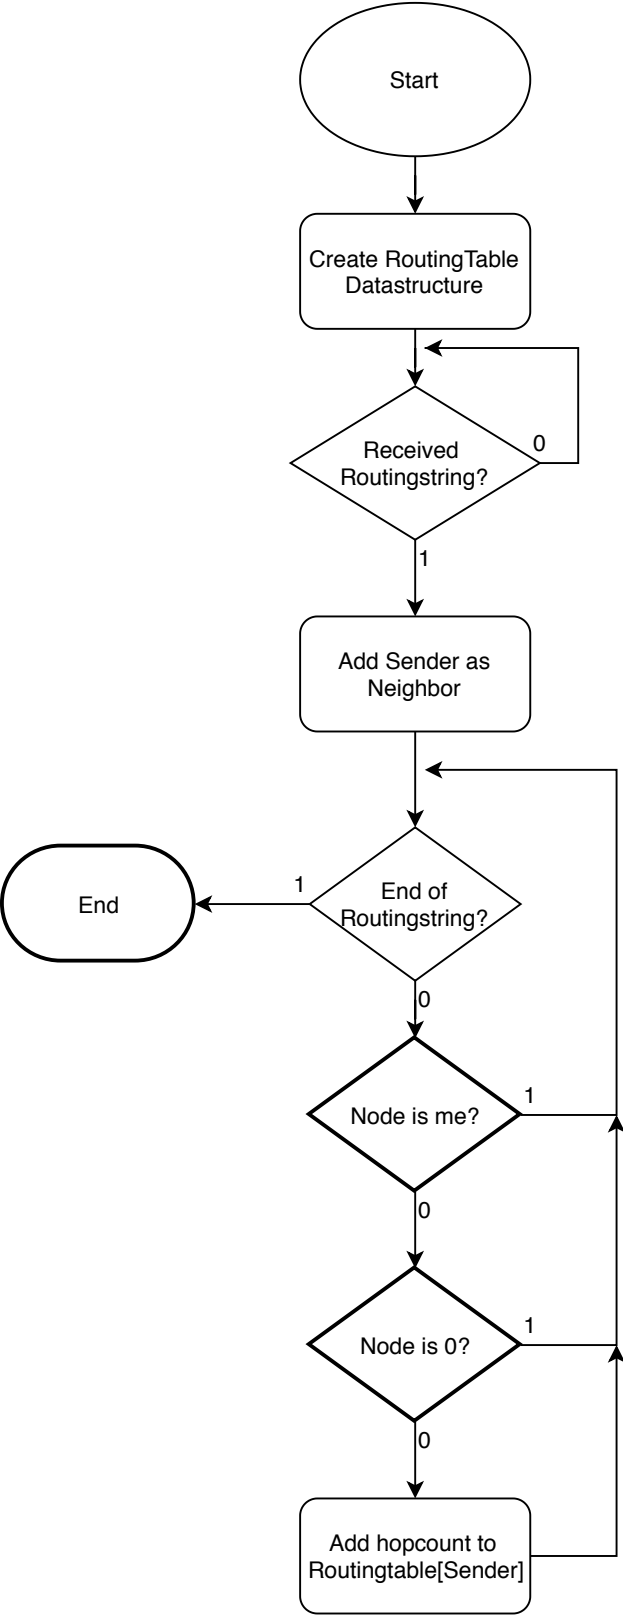 Start
Create RoutingTable
Datastructure
Received
Routingstring?
0
1
Add Sender as
Neighbor
End of
Routingstring?
1
End
0
Node is me?
1
0
Node is 0?
1
0
Add hopcount to
Routingtable[Sender]